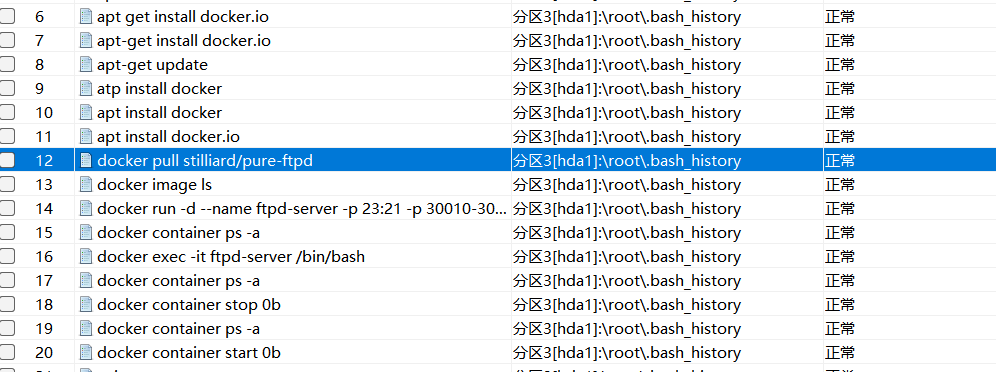 6 apt get install docker.io 分区3[hda1]:\root\.bash_history 正常
7 apt-get install docker.io 分区3[hda1]:\root\.bash_history 正常
8 apt-get update 分区3[hda1]:\root\.bash_history 正常
9 atp install docker 分区3[hda1]:\root\.bash_history 正常
10 apt install docker 分区3[hda1]:\root\.bash_history 正常
11 apt install docker.io 分区3[hda1]:\root\.bash_history 正常
12 docker pull stilliard/pure-ftpd 分区3[hda1]:\root\.bash_history 正常
13 docker image ls 分区3[hda1]:\root\.bash_history 正常
14 docker run -d --name ftpd-server -p 23:21 -p 30010-30... 分区3[hda1]:\root\.bash_history 正常
15 docker container ps -a 分区3[hda1]:\root\.bash_history 正常
16 docker exec -it ftpd-server /bin/bash 分区3[hda1]:\root\.bash_history 正常
17 docker container ps -a 分区3[hda1]:\root\.bash_history 正常
18 docker container stop 0b 分区3[hda1]:\root\.bash_history 正常
19 docker container ps -a 分区3[hda1]:\root\.bash_history 正常
20 docker container start 0b 分区3[hda1]:\root\.bash_history 正常